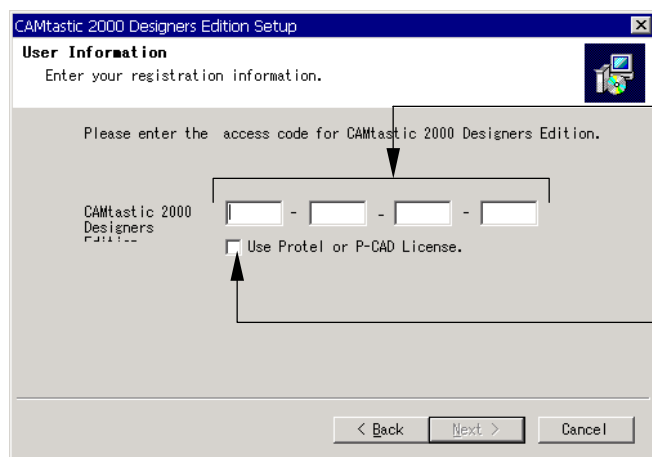 CAMtastic 2000 Designers Edition Setup
User Information
Enter your registration information.
Please enter the access code for CAMtastic 2000 Designers Edition.
CAMtastic 2000
Designers
- - -
Use Protel or P-CAD License.
< Back Next > Cancel